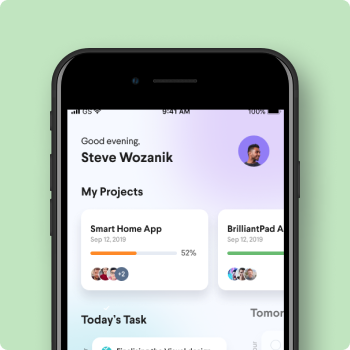 GS 9:41 AM 100%
Good evening,
Steve Wozanik
My Projects
Smart Home App
Sep 12, 2019
52%
+2
BrilliantPad A
Sep 12, 2019
Today's Task
Tomor